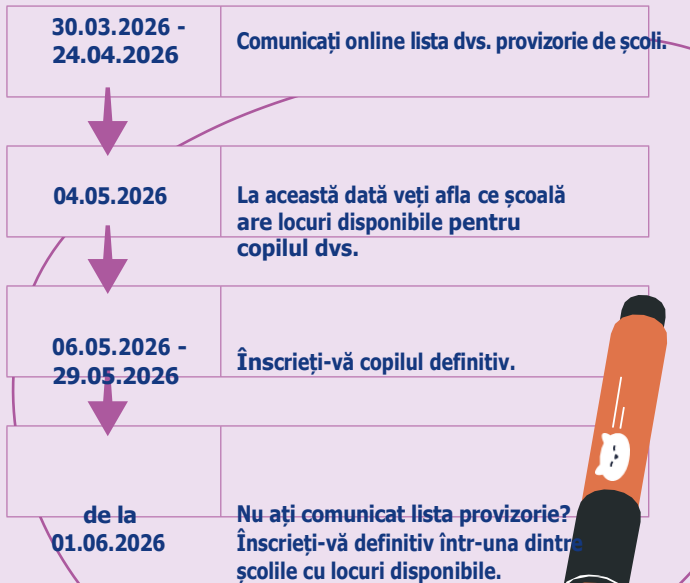 30.03.2026 -
24.04.2026
Comunicați online lista dvs. provizorie de școli.
04.05.2026
La această dată veți afla ce școală
are locuri disponibile pentru
copilul dvs.
06.05.2026 -
29.05.2026
Înscrieți-vă copilul definitiv.
de la
01.06.2026
Nu ați comunicat lista provizorie?
Înscrieți-vă definitiv într-una dintre
școlile cu locuri disponibile.